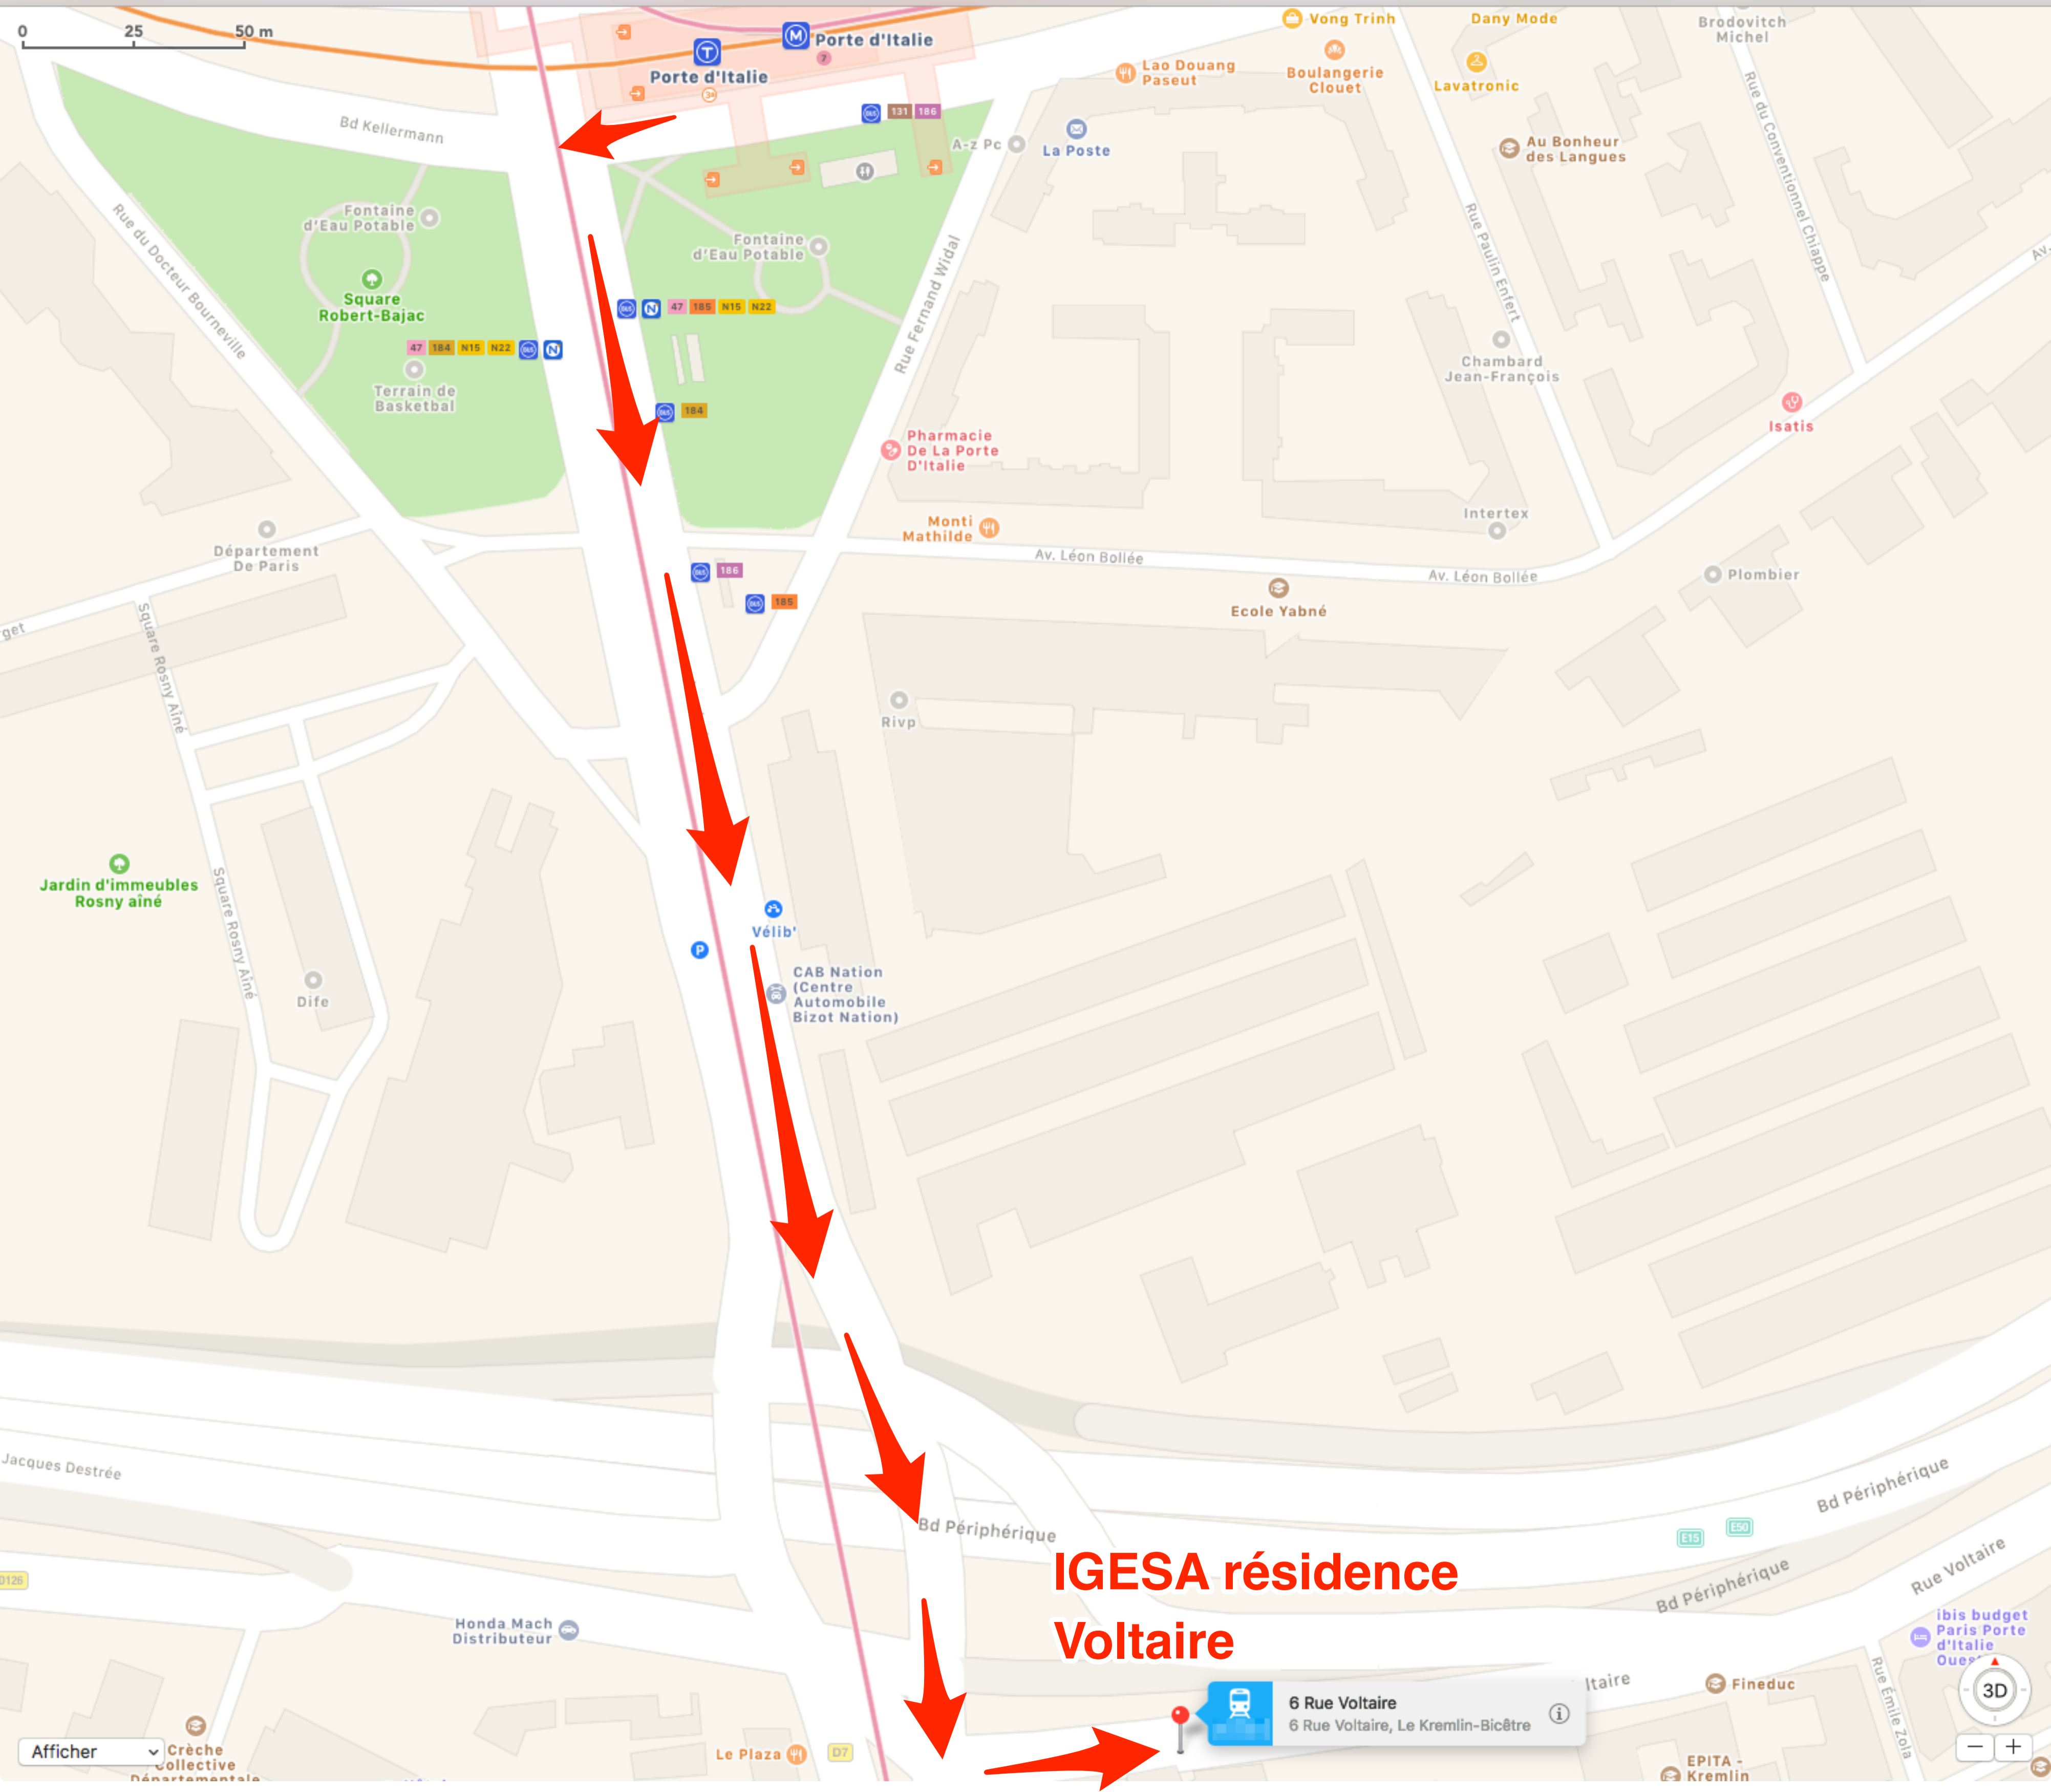 0 25 50 m
Porte d'Italie
7
Porte d'Italie
3a
Vong Trinh
Dany Mode
Brodovitch
Michel
Lao Douang
Paseut
Boulangerie
Clouet
Lavatronic
Bd Kellermann
131 186
A-z Pc
La Poste
Au Bonheur
des Langues
Rue du Conventionnel Chiappe
Rue Paulin Enfert
Rue du Docteur Bourneville
Fontaine
d'Eau Potable
Fontaine
d'Eau Potable
Rue Fernand Widal
Square
Robert-Bajac
47 185 N15 N22
47 184 N15 N22
Terrain de
Basketbal
184
Chambard
Jean-François
Isatis
Pharmacie
De La Porte
D'Italie
Monti
Mathilde
Intertex
Département
De Paris
Av. Léon Bollée
Av. Léon Bollée
Plombier
186
185
Ecole Yabné
get
Square Rosny Aîné
Rivp
Jardin d'immeubles
Rosny aîné
Square Rosny Aîné
Vélib'
P
CAB Nation
(Centre
Automobile
Bizot Nation)
Dife
Jacques Destrée
Bd Périphérique
Bd Périphérique
E15
E50
Bd Périphérique
Rue Voltaire
D126
IGESA résidence
Voltaire
Honda Mach
Distributeur
ibis budget
Paris Porte
d'Italie
Oues
3D
ltaire
Fineduc
Rue Émile Zola
6 Rue Voltaire
6 Rue Voltaire, Le Kremlin-Bicêtre
Afficher
Crèche
Collective
Départementale
Le Plaza
D7
EPITA -
Kremlin